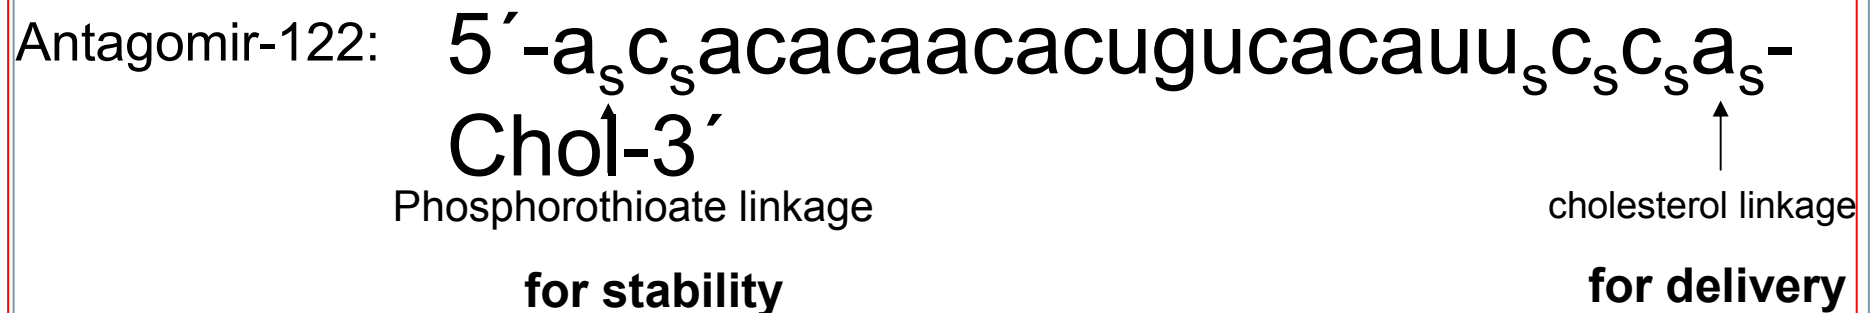 Antagomir-122: 5´-aₛcₛacacaacacugucacauuₛcₛcₛaₛ-
Chol-3´
Phosphorothioate linkage cholesterol linkage
for stability for delivery